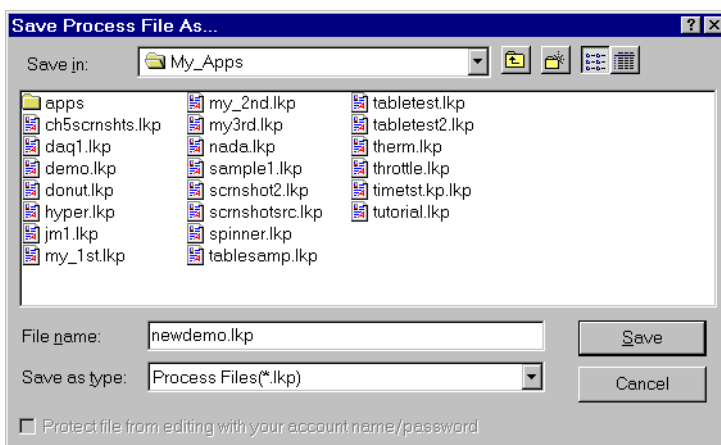 Save Process File As...
Save in: My_Apps
apps my_2nd.lkp tabletest.lkp
ch5scrnshts.lkp my3rd.lkp tabletest2.lkp
daq1.lkp nada.lkp therm.lkp
demo.lkp sample1.lkp throttle.lkp
donut.lkp scrnshot2.lkp timetst.kp.lkp
hyper.lkp scrnshotsrc.lkp tutorial.lkp
jm1.lkp spinner.lkp
my_1st.lkp tablesamp.lkp
File name: newdemo.lkp Save
Save as type: Process Files(*.lkp) Cancel
Protect file from editing with your account name/password